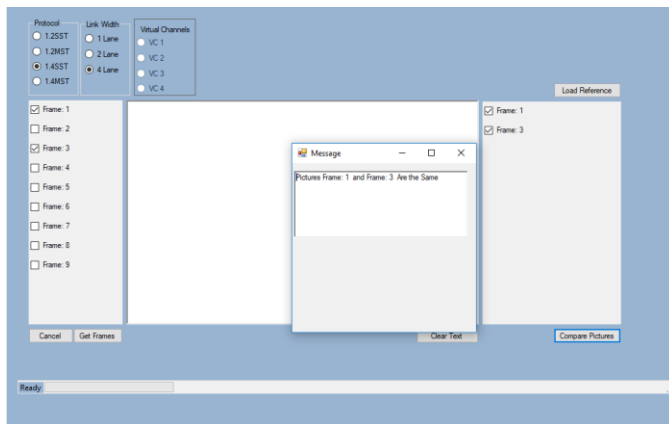 Protocol
1.2SST
1.2MST
1.4SST
1.4MST
Link Width
1 Lane
2 Lane
4 Lane
Virtual Channels
VC 1
VC 2
VC 3
VC 4
Load Reference
Frame: 1
Frame: 2
Frame: 3
Frame: 4
Frame: 5
Frame: 6
Frame: 7
Frame: 8
Frame: 9
Message
Pictures Frame: 1 and Frame: 3 Are the Same
Frame: 1
Frame: 3
Cancel
Get Frames
Clear Text
Compare Pictures
Ready